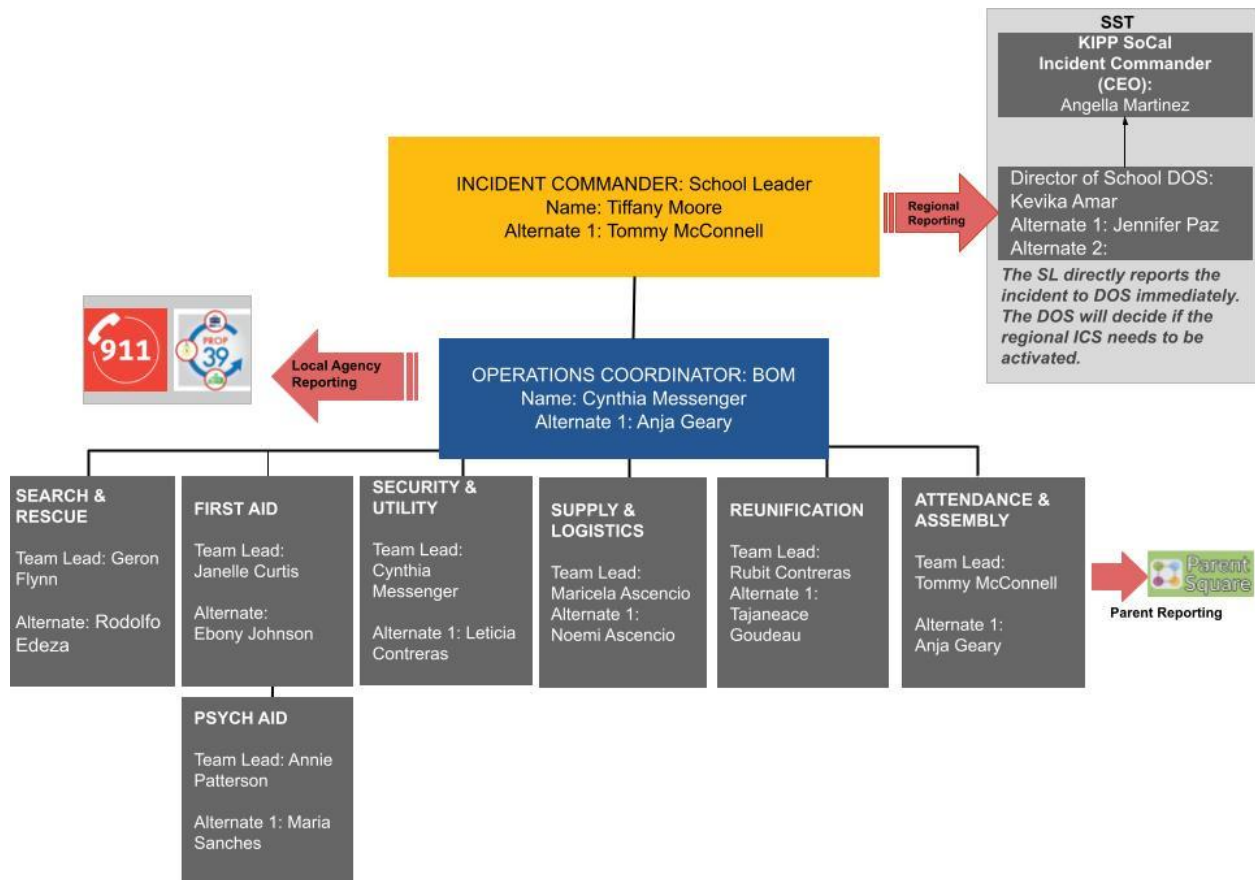 SST
KIPP SoCal
Incident Commander
(CEO):
Angella Martinez
INCIDENT COMMANDER: School Leader
Name: Tiffany Moore
Alternate 1: Tommy McConnell
Regional
Reporting
Director of School DOS:
Kevika Amar
Alternate 1: Jennifer Paz
Alternate 2:
The SL directly reports the
incident to DOS immediately.
The DOS will decide if the
regional ICS needs to be
activated.
911
PROP
39
Local Agency
Reporting
OPERATIONS COORDINATOR: BOM
Name: Cynthia Messenger
Alternate 1: Anja Geary
SEARCH &
RESCUE
Team Lead: Geron
Flynn
Alternate: Rodolfo
Edeza
FIRST AID
Team Lead:
Janelle Curtis
Alternate:
Ebony Johnson
SECURITY &
UTILITY
Team Lead:
Cynthia
Messenger
Alternate 1: Leticia
Contreras
SUPPLY &
LOGISTICS
Team Lead:
Maricela Ascencio
Alternate 1:
Noemi Ascencio
REUNIFICATION
Team Lead:
Rubit Contreras
Alternate 1:
Tajaneace
Goudeau
ATTENDANCE &
ASSEMBLY
Team Lead:
Tommy McConnell
Alternate 1:
Anja Geary
Parent
Square
Parent Reporting
PSYCH AID
Team Lead: Annie
Patterson
Alternate 1: Maria
Sanches